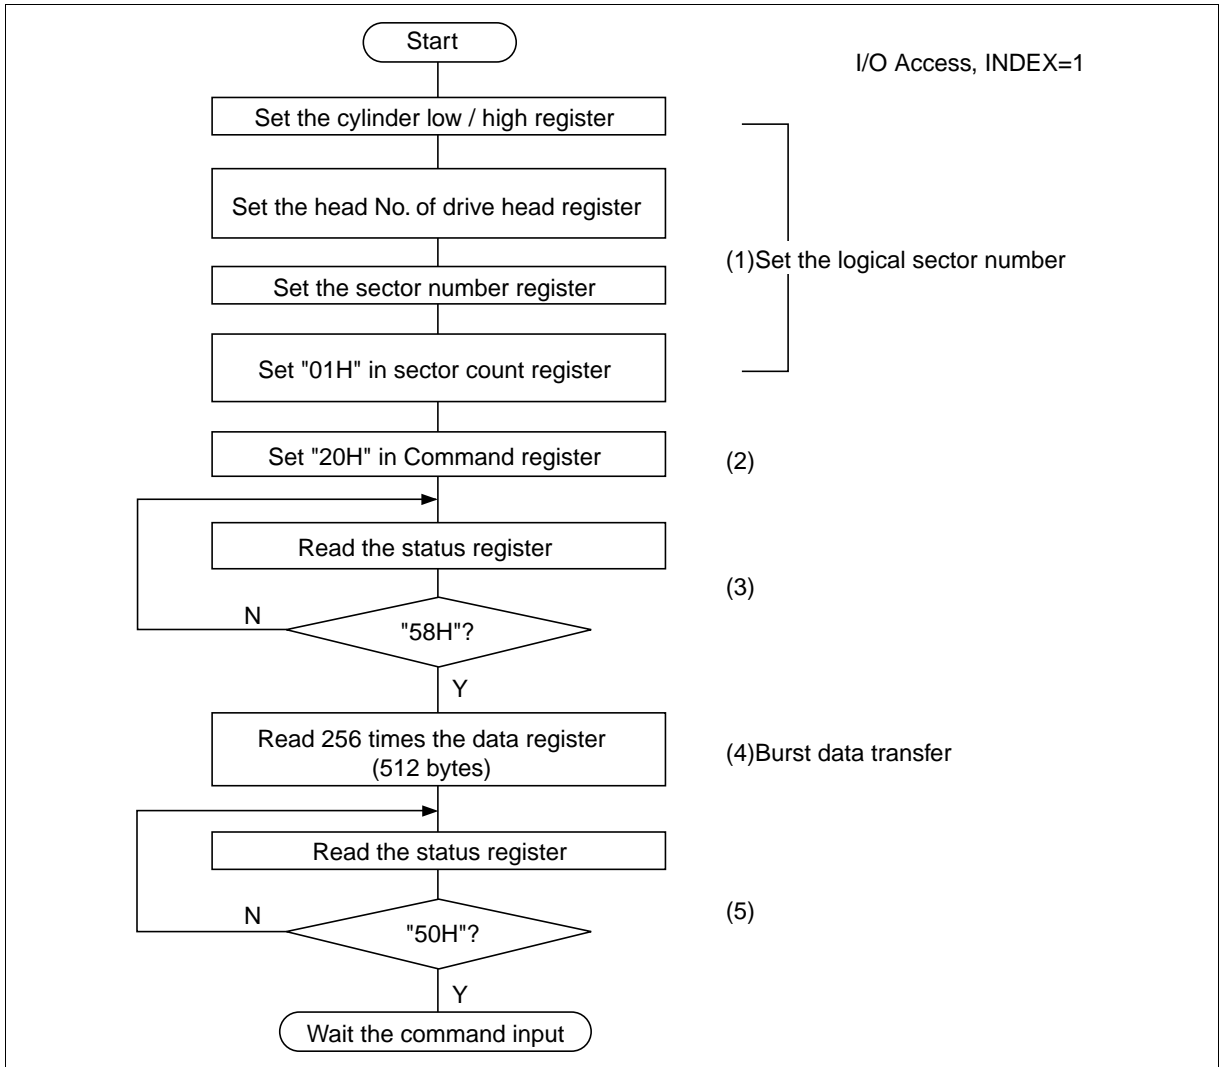 Start
I/O Access, INDEX=1
Set the cylinder low / high register
Set the head No. of drive head register
(1)Set the logical sector number
Set the sector number register
Set "01H" in sector count register
Set "20H" in Command register
(2)
Read the status register
(3)
N
"58H"?
Y
Read 256 times the data register
(512 bytes)
(4)Burst data transfer
Read the status register
(5)
N
"50H"?
Y
Wait the command input